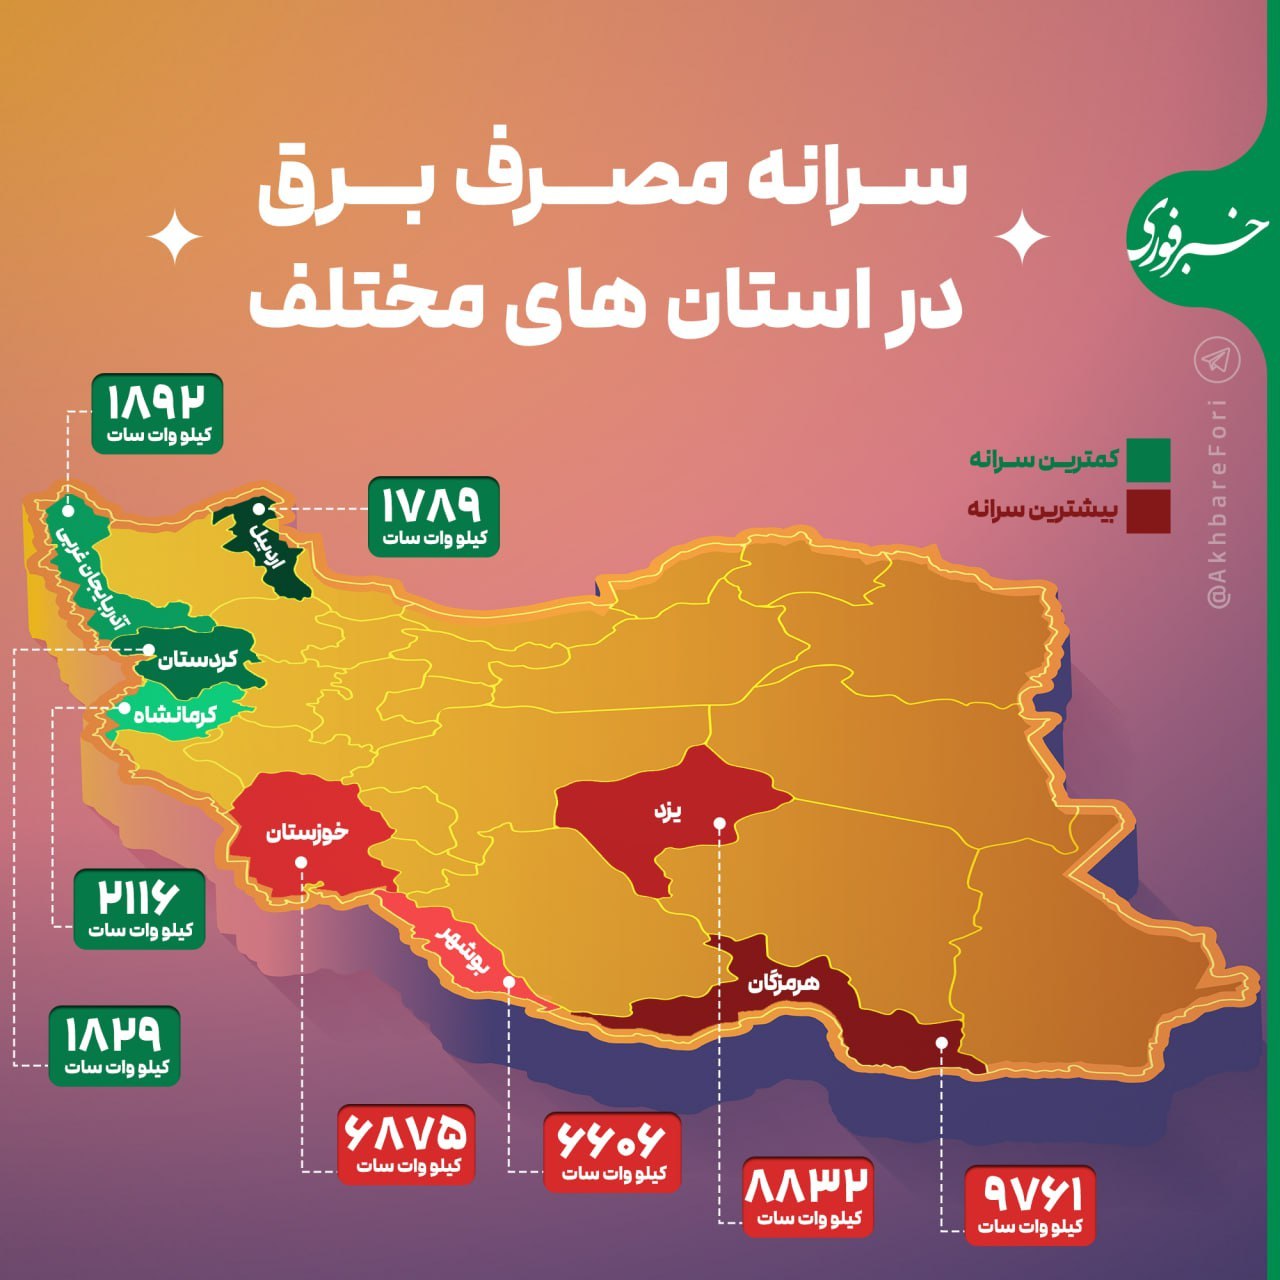 سرانه مصرف برق
در استان های مختلف
خبرفوری
@AkhbareFori
کمترین سرانه
بیشترین سرانه
۱۸۹۲
کیلو وات سات
۱۷۸۹
کیلو وات سات
آذربایجان غربی
اردبیل
کردستان
کرمانشاه
خوزستان
یزد
بوشهر
هرمزگان
۲۱۱۶
کیلو وات سات
۱۸۲۹
کیلو وات سات
۶۸۷۵
کیلو وات سات
۶۶۰۶
کیلو وات سات
۸۸۳۲
کیلو وات سات
۹۷۶۱
کیلو وات سات